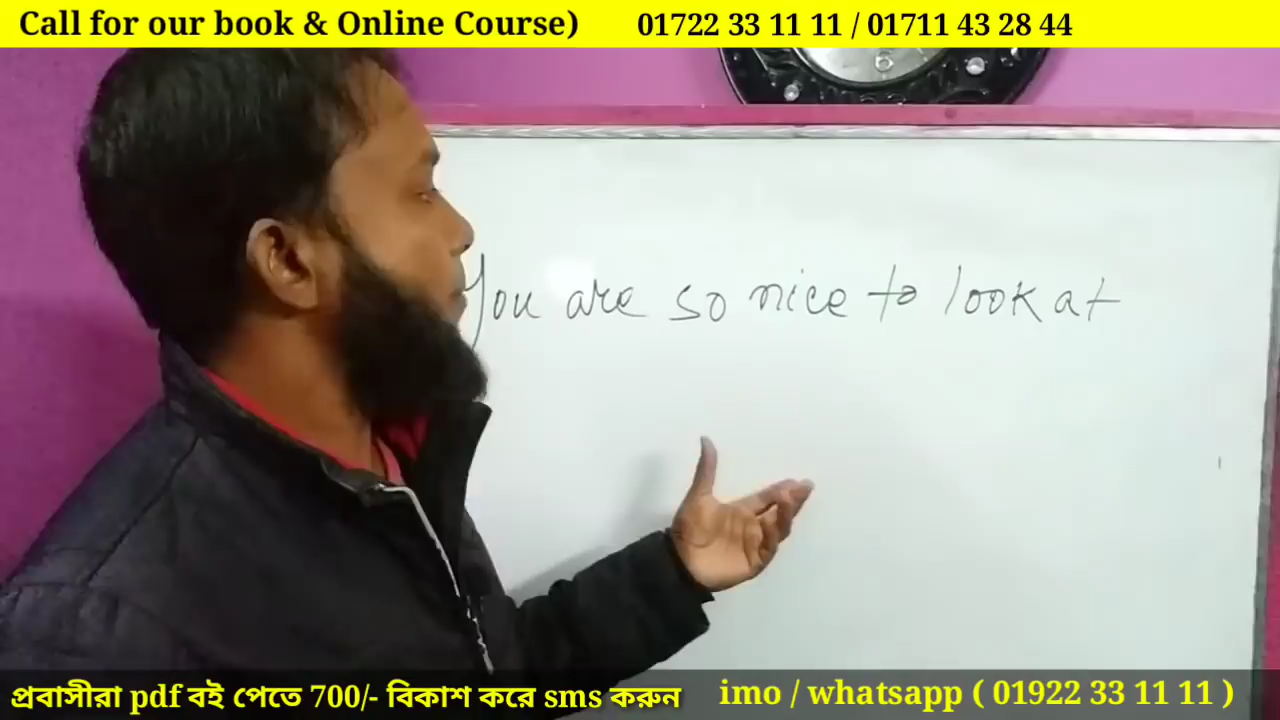 Call for our book & Online Course) 01722 33 11 11 / 01711 43 28 44
6
You are so nice to look at
প্রবাসীরা pdf বই পেতে 700/- বিকাশ করে sms করুন imo / whatsapp ( 01922 33 11 11 )